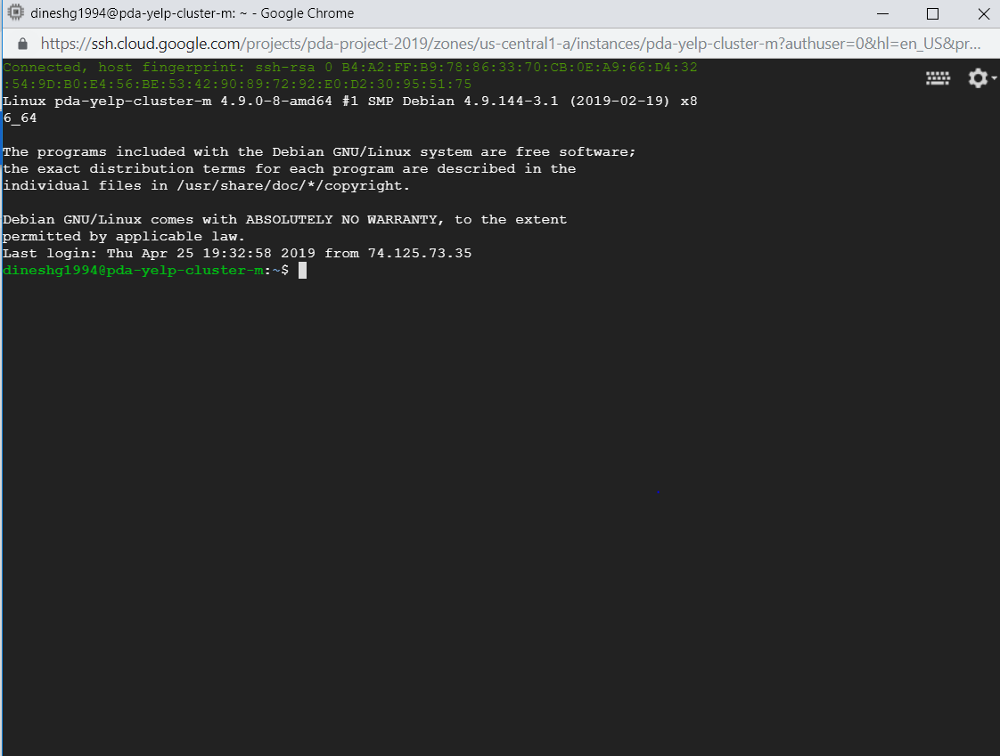 dineshg1994@pda-yelp-cluster-m: ~ - Google Chrome
https://ssh.cloud.google.com/projects/pda-project-2019/zones/us-central1-a/instances/pda-yelp-cluster-m?authuser=0&hl=en_US&pr...
Connected, host fingerprint: ssh-rsa 0 B4:A2:FF:B9:78:86:33:70:CB:0E:A9:66:D4:32
:54:9D:B0:E4:56:BE:53:42:90:89:72:92:E0:D2:30:95:51:75
Linux pda-yelp-cluster-m 4.9.0-8-amd64 #1 SMP Debian 4.9.144-3.1 (2019-02-19) x8
6_64
The programs included with the Debian GNU/Linux system are free software;
the exact distribution terms for each program are described in the
individual files in /usr/share/doc/*/copyright.
Debian GNU/Linux comes with ABSOLUTELY NO WARRANTY, to the extent
permitted by applicable law.
Last login: Thu Apr 25 19:32:58 2019 from 74.125.73.35
dineshg1994@pda-yelp-cluster-m:~$